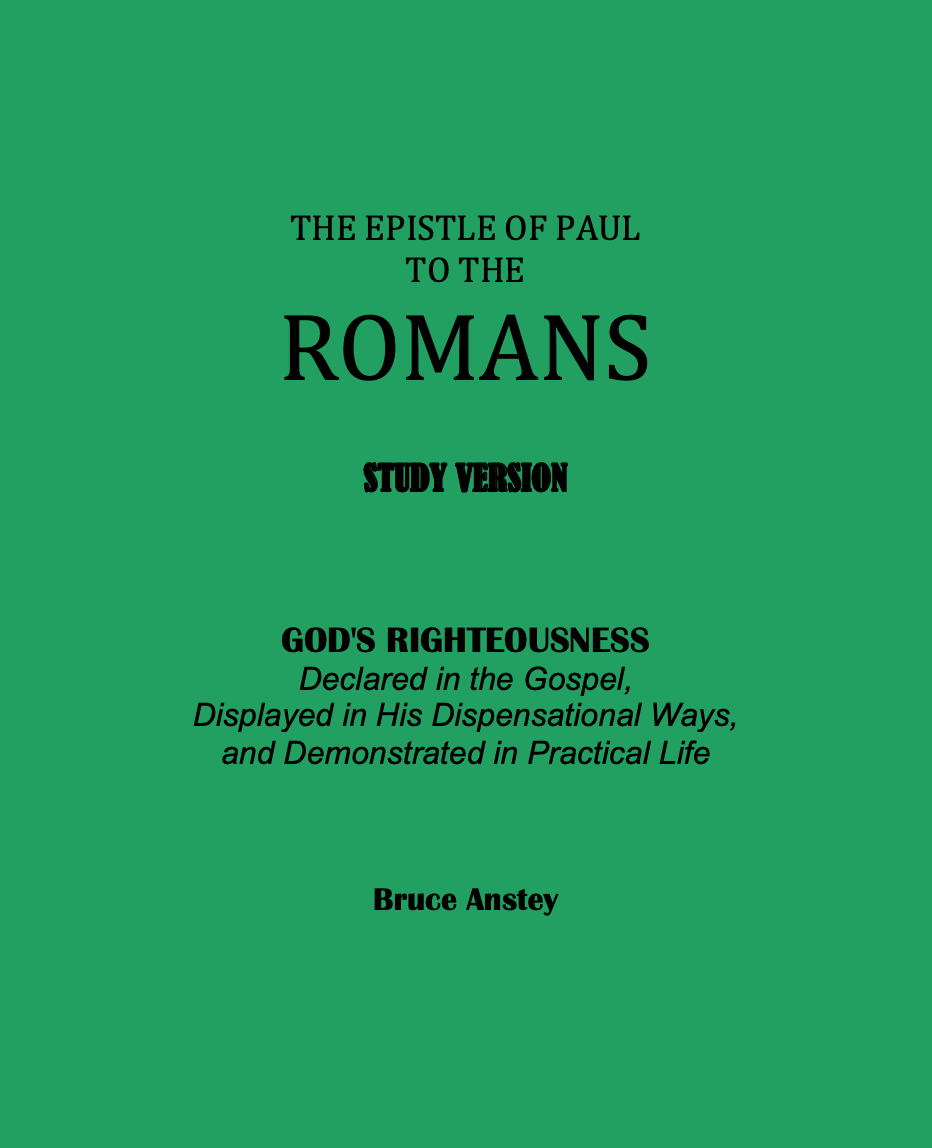 THE EPISTLE OF PAUL
TO THE
ROMANS
STUDY VERSION
GOD'S RIGHTEOUSNESS
Declared in the Gospel,
Displayed in His Dispensational Ways,
and Demonstrated in Practical Life
Bruce Anstey